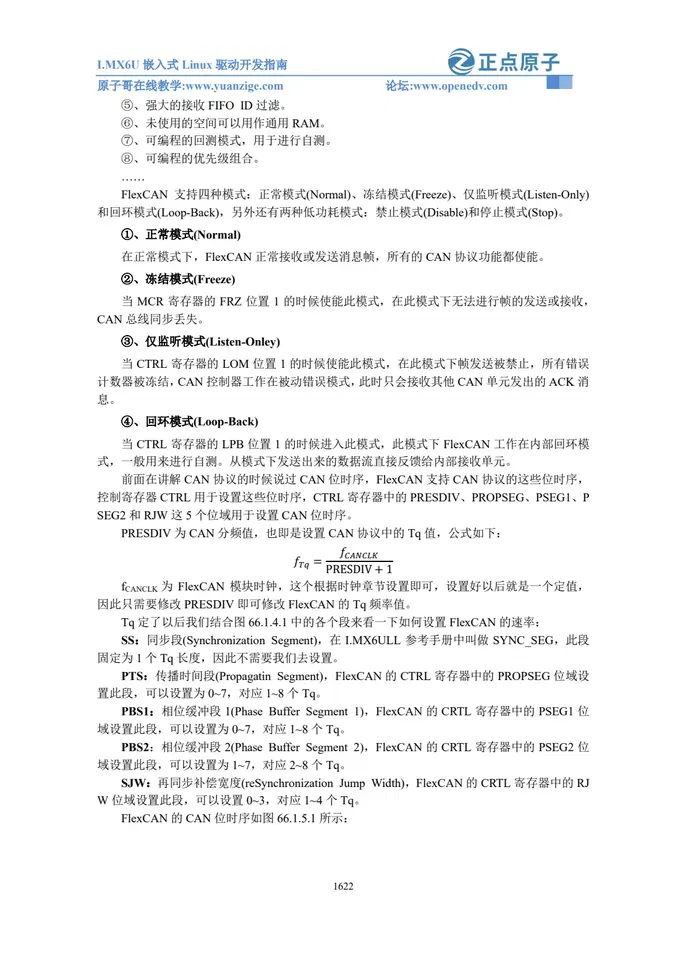 I.MX6U 嵌入式 Linux 驱动开发指南
正点原子
原子哥在线教学:www.yuanzige.com 论坛:www.openedv.com
⑤、强大的接收 FIFO ID 过滤。
⑥、未使用的空间可以用作通用 RAM。
⑦、可编程的回测模式，用于进行自测。
⑧、可编程的优先级组合。
……
FlexCAN 支持四种模式：正常模式(Normal)、冻结模式(Freeze)、仅监听模式(Listen-Only)
和回环模式(Loop-Back)，另外还有两种低功耗模式：禁止模式(Disable)和停止模式(Stop)。
①、正常模式(Normal)
在正常模式下，FlexCAN 正常接收或发送消息帧，所有的 CAN 协议功能都使能。
②、冻结模式(Freeze)
当 MCR 寄存器的 FRZ 位置 1 的时候使能此模式，在此模式下无法进行帧的发送或接收，
CAN 总线同步丢失。
③、仅监听模式(Listen-Onley)
当 CTRL 寄存器的 LOM 位置 1 的时候使能此模式，在此模式下帧发送被禁止，所有错误
计数器被冻结，CAN 控制器工作在被动错误模式，此时只会接收其他 CAN 单元发出的 ACK 消
息。
④、回环模式(Loop-Back)
当 CTRL 寄存器的 LPB 位置 1 的时候进入此模式，此模式下 FlexCAN 工作在内部回环模
式，一般用来进行自测。从模式下发送出来的数据流直接反馈给内部接收单元。
前面在讲解 CAN 协议的时候说过 CAN 位时序，FlexCAN 支持 CAN 协议的这些位时序，
控制寄存器 CTRL 用于设置这些位时序，CTRL 寄存器中的 PRESDIV、PROPSEG、PSEG1、P
SEG2 和 RJW 这 5 个位域用于设置 CAN 位时序。
PRESDIV 为 CAN 分频值，也即是设置 CAN 协议中的 Tq 值，公式如下：
f_Tq = f_CANCLK / (PRESDIV + 1)
f_CANCLK 为 FlexCAN 模块时钟，这个根据时钟章节设置即可，设置好以后就是一个定值，
因此只需要修改 PRESDIV 即可修改 FlexCAN 的 Tq 频率值。
Tq 定了以后我们结合图 66.1.4.1 中的各个段来看一下如何设置 FlexCAN 的速率：
SS：同步段(Synchronization Segment)，在 I.MX6ULL 参考手册中叫做 SYNC_SEG，此段
固定为 1 个 Tq 长度，因此不需要我们去设置。
PTS：传播时间段(Propagatin Segment)，FlexCAN 的 CTRL 寄存器中的 PROPSEG 位域设
置此段，可以设置为 0~7，对应 1~8 个 Tq。
PBS1：相位缓冲段 1(Phase Buffer Segment 1)，FlexCAN 的 CRTL 寄存器中的 PSEG1 位
域设置此段，可以设置为 0~7，对应 1~8 个 Tq。
PBS2：相位缓冲段 2(Phase Buffer Segment 2)，FlexCAN 的 CRTL 寄存器中的 PSEG2 位
域设置此段，可以设置为 1~7，对应 2~8 个 Tq。
SJW：再同步补偿宽度(reSynchronization Jump Width)，FlexCAN 的 CRTL 寄存器中的 RJ
W 位域设置此段，可以设置 0~3，对应 1~4 个 Tq。
FlexCAN 的 CAN 位时序如图 66.1.5.1 所示：
1622